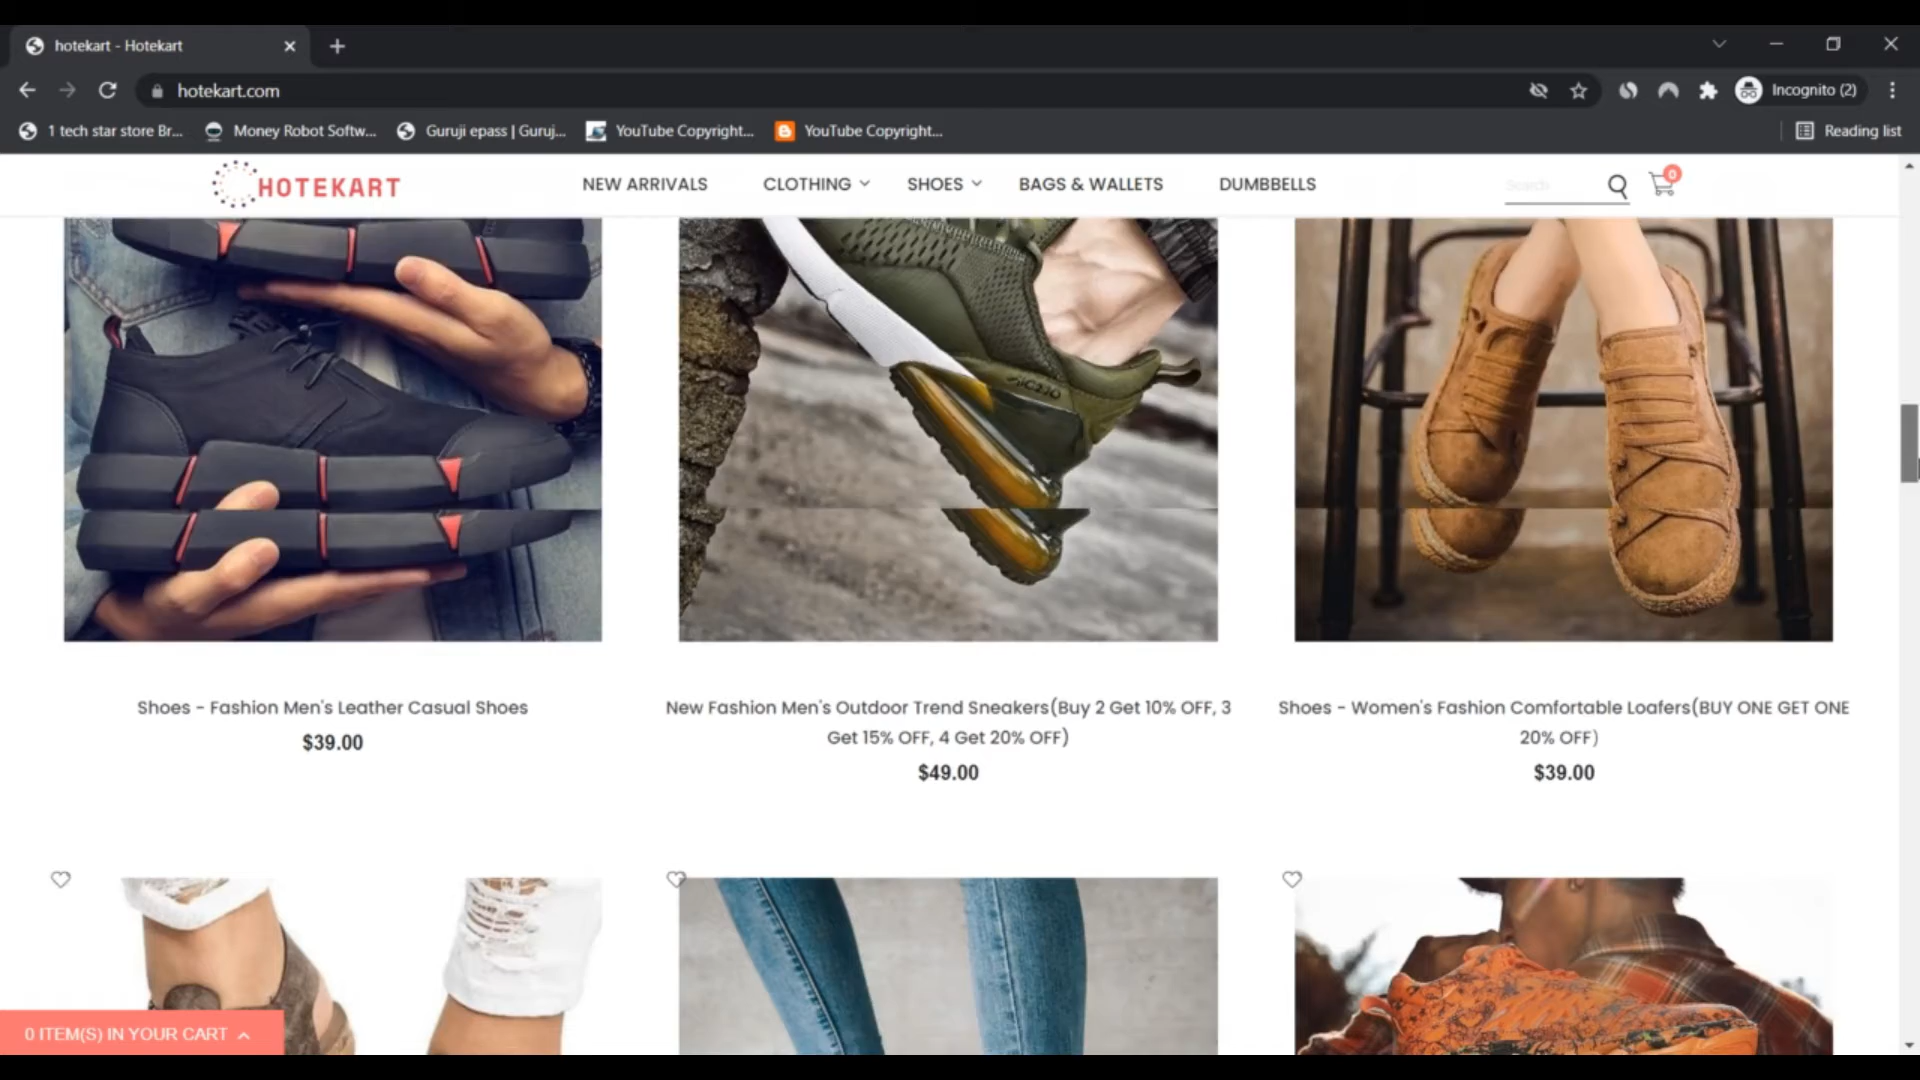 hotekart - Hotekart
hotekart.com
Incognito (2)
1 tech star store Br...
Money Robot Softw...
Guruji epass | Guruj...
YouTube Copyright...
YouTube Copyright...
Reading list
HOTEKART
NEW ARRIVALS
CLOTHING
SHOES
BAGS & WALLETS
DUMBBELLS
Search
0
Shoes - Fashion Men's Leather Casual Shoes
$39.00
New Fashion Men's Outdoor Trend Sneakers(Buy 2 Get 10% OFF, 3
Get 15% OFF, 4 Get 20% OFF)
$49.00
Shoes - Women's Fashion Comfortable Loafers(BUY ONE GET ONE
20% OFF)
$39.00
0 ITEM(S) IN YOUR CART